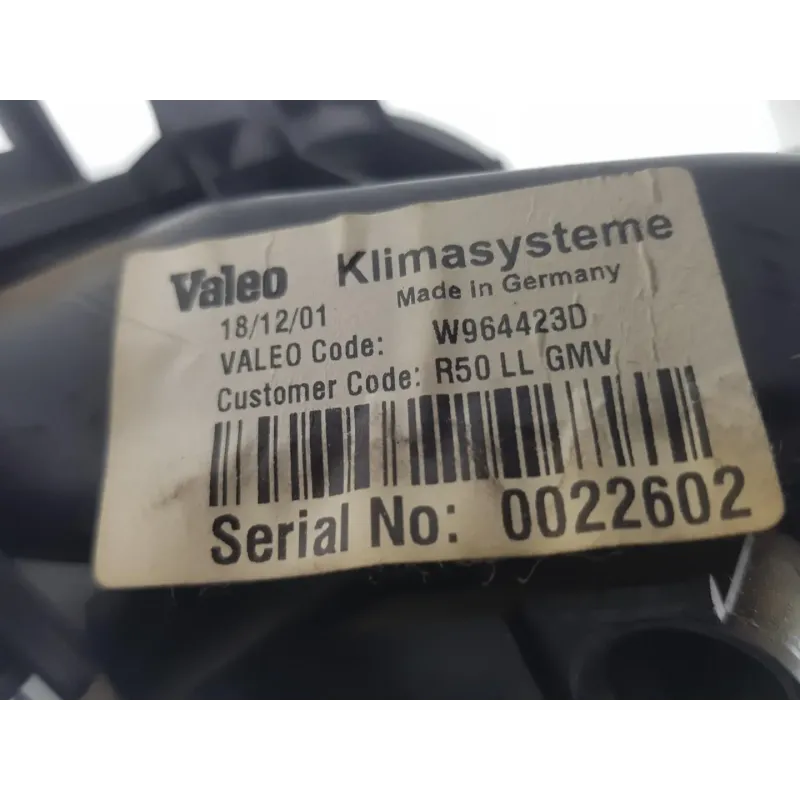 Valeo Klimasysteme
18/12/01 Made in Germany
VALEO Code: W964423D
Customer Code: R50 LL GMV
Serial No: 0022602